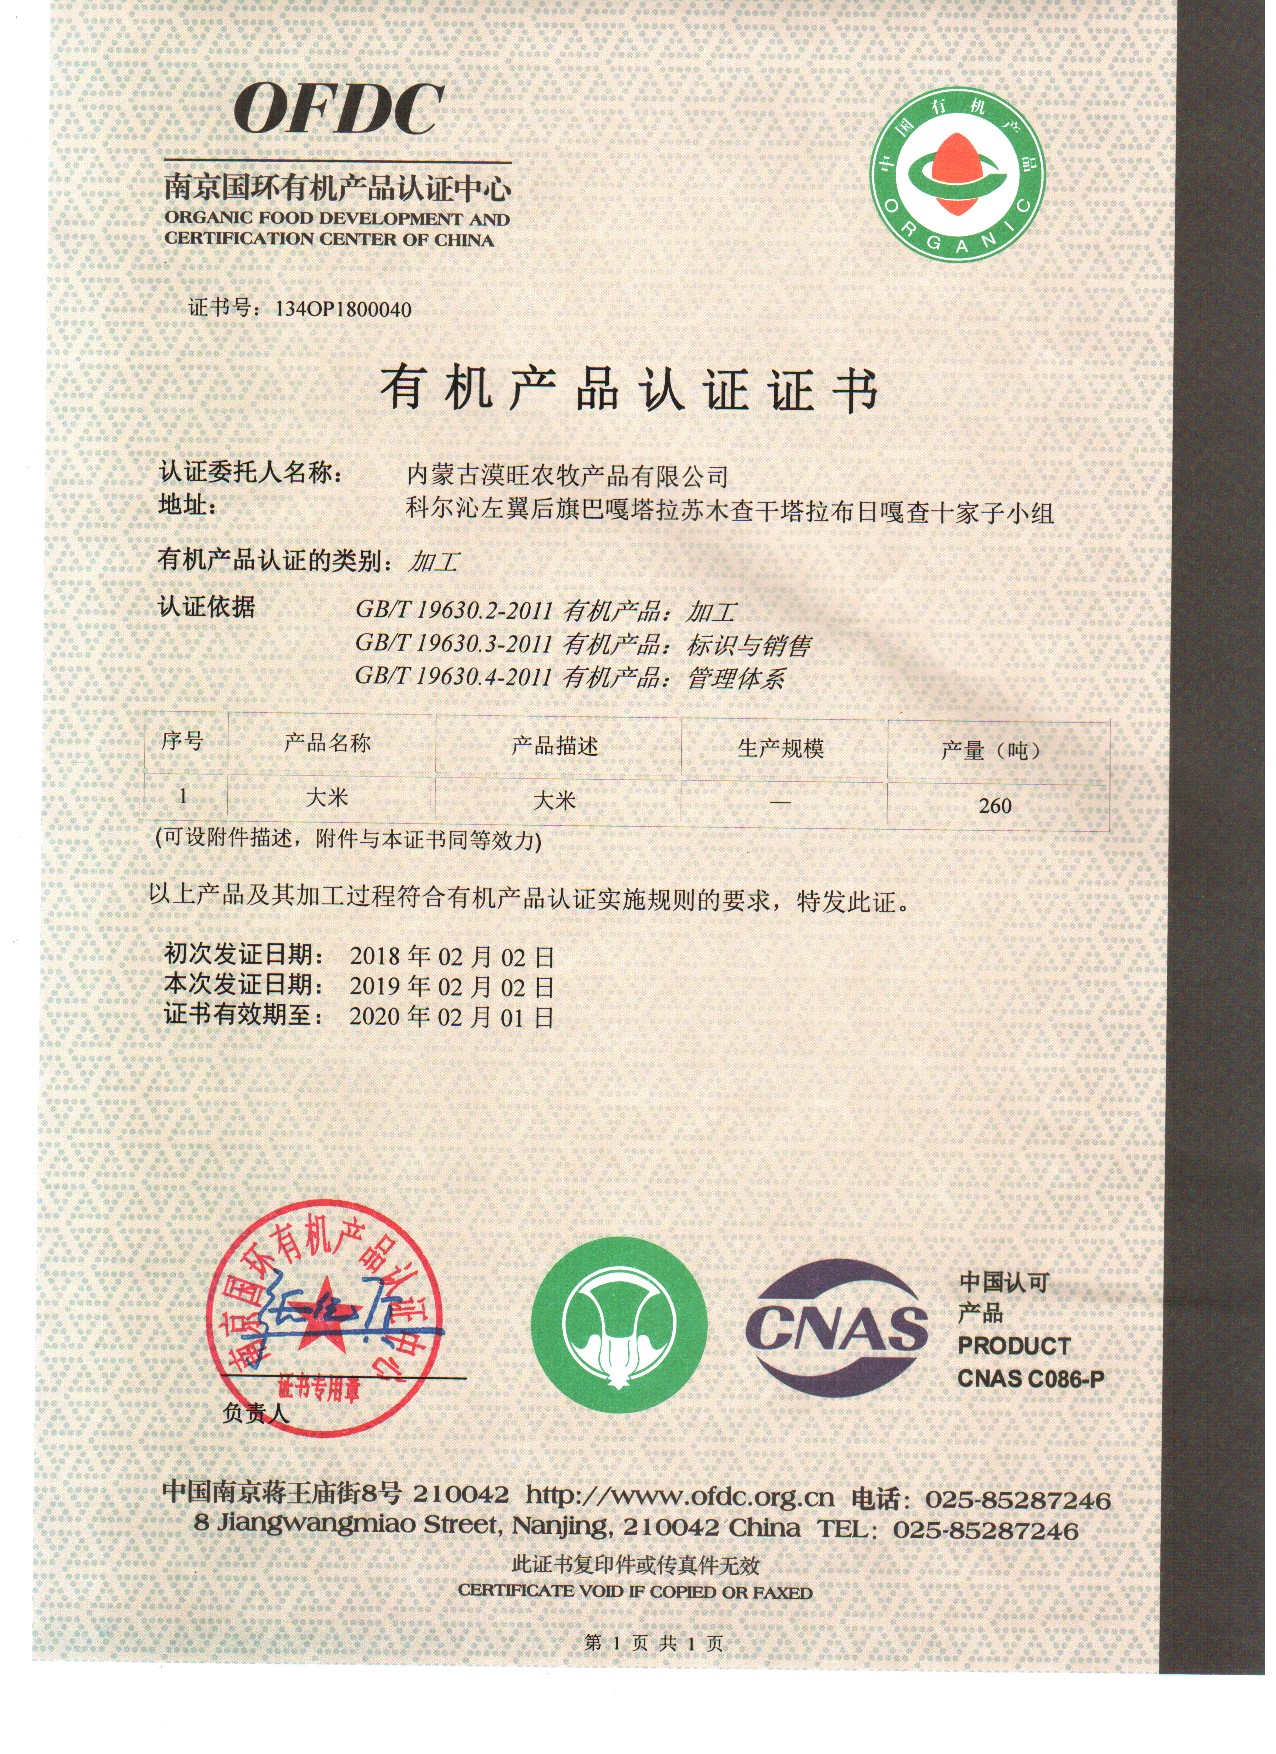 OFDC
南京国环有机产品认证中心
ORGANIC FOOD DEVELOPMENT AND
CERTIFICATION CENTER OF CHINA
中国有机产品
ORGANIC
证书号：134OP1800040
有机产品认证证书
认证委托人名称： 内蒙古漠旺农牧产品有限公司
地址： 科尔沁左翼后旗巴嘎塔拉苏木查干塔拉布日嘎查十家子小组
有机产品认证的类别：加工
认证依据 GB/T 19630.2-2011 有机产品：加工
GB/T 19630.3-2011 有机产品：标识与销售
GB/T 19630.4-2011 有机产品：管理体系
序号 产品名称 产品描述 生产规模 产量（吨）
1 大米 大米 — 260
(可设附件描述，附件与本证书同等效力)
以上产品及其加工过程符合有机产品认证实施规则的要求，特发此证。
初次发证日期： 2018 年 02 月 02 日
本次发证日期： 2019 年 02 月 02 日
证书有效期至： 2020 年 02 月 01 日
南京国环有机产品认证中心
证书专用章
负责人
CNAS
中国认可
产品
PRODUCT
CNAS C086-P
中国南京蒋王庙街8号 210042 http://www.ofdc.org.cn 电话：025-85287246
8 Jiangwangmiao Street, Nanjing, 210042 China TEL：025-85287246
此证书复印件或传真件无效
CERTIFICATE VOID IF COPIED OR FAXED
第 1 页 共 1 页